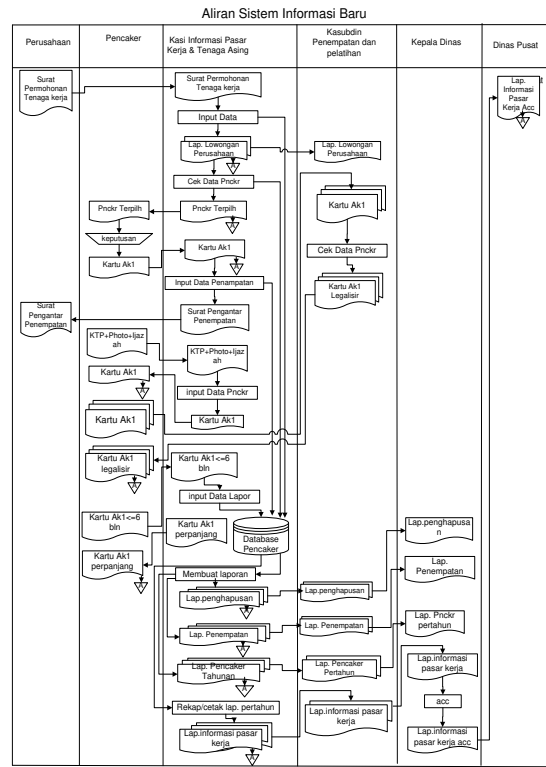 Aliran Sistem Informasi Baru
Perusahaan
Pencaker
Kasi Informasi Pasar
Kerja & Tenaga Asing
Kasubdin
Penempatan dan
pelatihan
Kepala Dinas
Dinas Pusat
Surat
Permohonan
Tenaga kerja
Surat Permohonan
Tenaga kerja
Lap.
Informasi
Pasar
Kerja Acc
A
Input Data
Lap. Lowongan
Perusahaan
A
Lap. Lowongan
Perusahaan
Cek Data Pnckr
Kartu Ak1
Pnckr Terpilh
Pnckr Terpilh
A
keputusan
Kartu Ak1
Kartu Ak1
A
Cek Data Pnckr
Input Data Penampatan
Kartu Ak1
Legalisir
Surat
Pengantar
Penempatan
Surat Pengantar
Penempatan
KTP+Photo+Ijaz
ah
KTP+Photo+Ijaz
ah
Kartu Ak1
A
input Data Pnckr
Kartu Ak1
Kartu Ak1
Kartu Ak1
legalisir
A
Kartu Ak1<=6
bln
input Data Lapor
Kartu Ak1<=6
bln
Kartu Ak1
perpanjang
Database
Pencaker
Lap.penghapusa
n
Kartu Ak1
perpanjang
A
Membuat laporan
Lap.
Penempatan
Lap.penghapusan
A
Lap.penghapusan
Lap. Penempatan
A
Lap. Penempatan
Lap. Pnckr
pertahun
Lap. Pencaker
Tahunan
A
Lap. Pencaker
Pertahun
Lap.informasi
pasar kerja
acc
Rekap/cetak lap. pertahun
Lap.informasi pasar
kerja
A
Lap.informasi pasar
kerja
Lap.informasi
pasar kerja acc